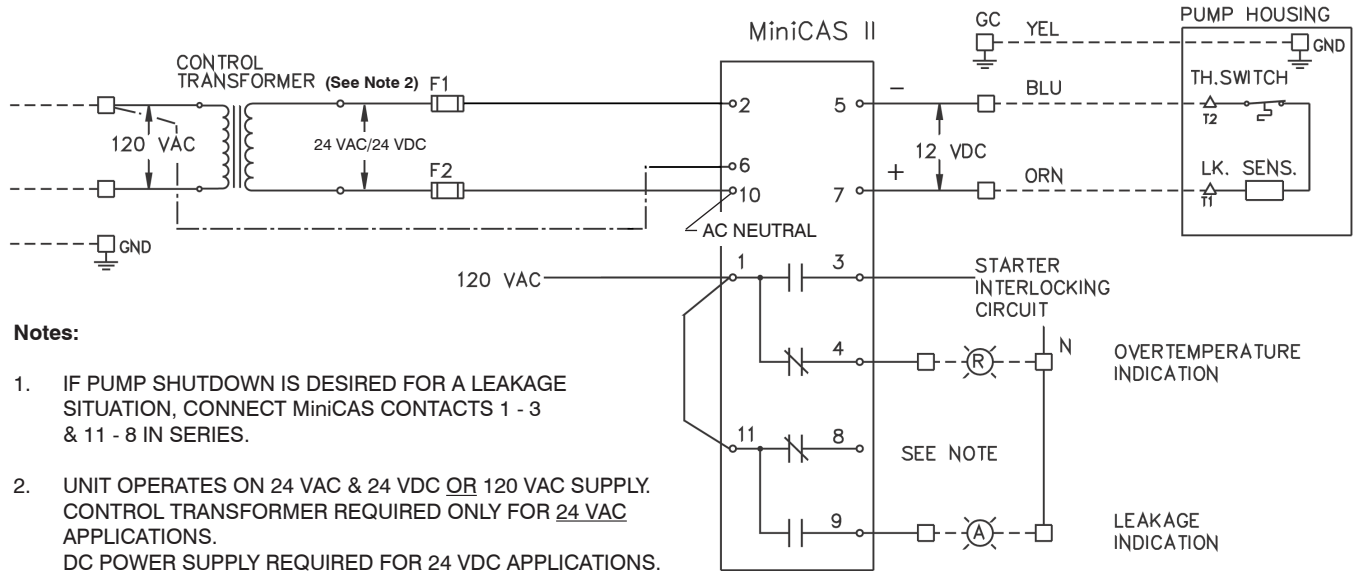 MiniCAS II
PUMP HOUSING
GC
YEL
GND
CONTROL
TRANSFORMER (See Note 2)
F1
2
5
−
BLU
TH.SWITCH
T2
120 VAC
24 VAC/24 VDC
12 VDC
6
F2
10
7
+
ORN
LK. SENS.
T1
AC NEUTRAL
GND
120 VAC
1
3
STARTER
INTERLOCKING
CIRCUIT
4
R
N
OVERTEMPERATURE
INDICATION
11
8
SEE NOTE
9
A
LEAKAGE
INDICATION
Notes:
1. IF PUMP SHUTDOWN IS DESIRED FOR A LEAKAGE
SITUATION, CONNECT MiniCAS CONTACTS 1 - 3
& 11 - 8 IN SERIES.
2. UNIT OPERATES ON 24 VAC & 24 VDC OR 120 VAC SUPPLY.
CONTROL TRANSFORMER REQUIRED ONLY FOR 24 VAC
APPLICATIONS.
DC POWER SUPPLY REQUIRED FOR 24 VDC APPLICATIONS.